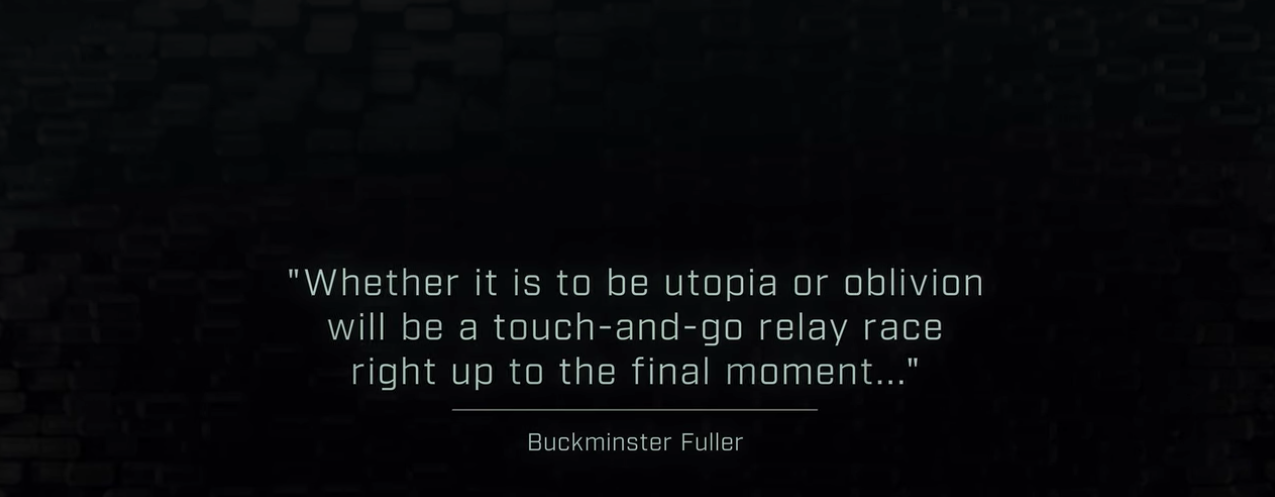 "Whether it is to be utopia or oblivion
will be a touch-and-go relay race
right up to the final moment..."
Buckminster Fuller